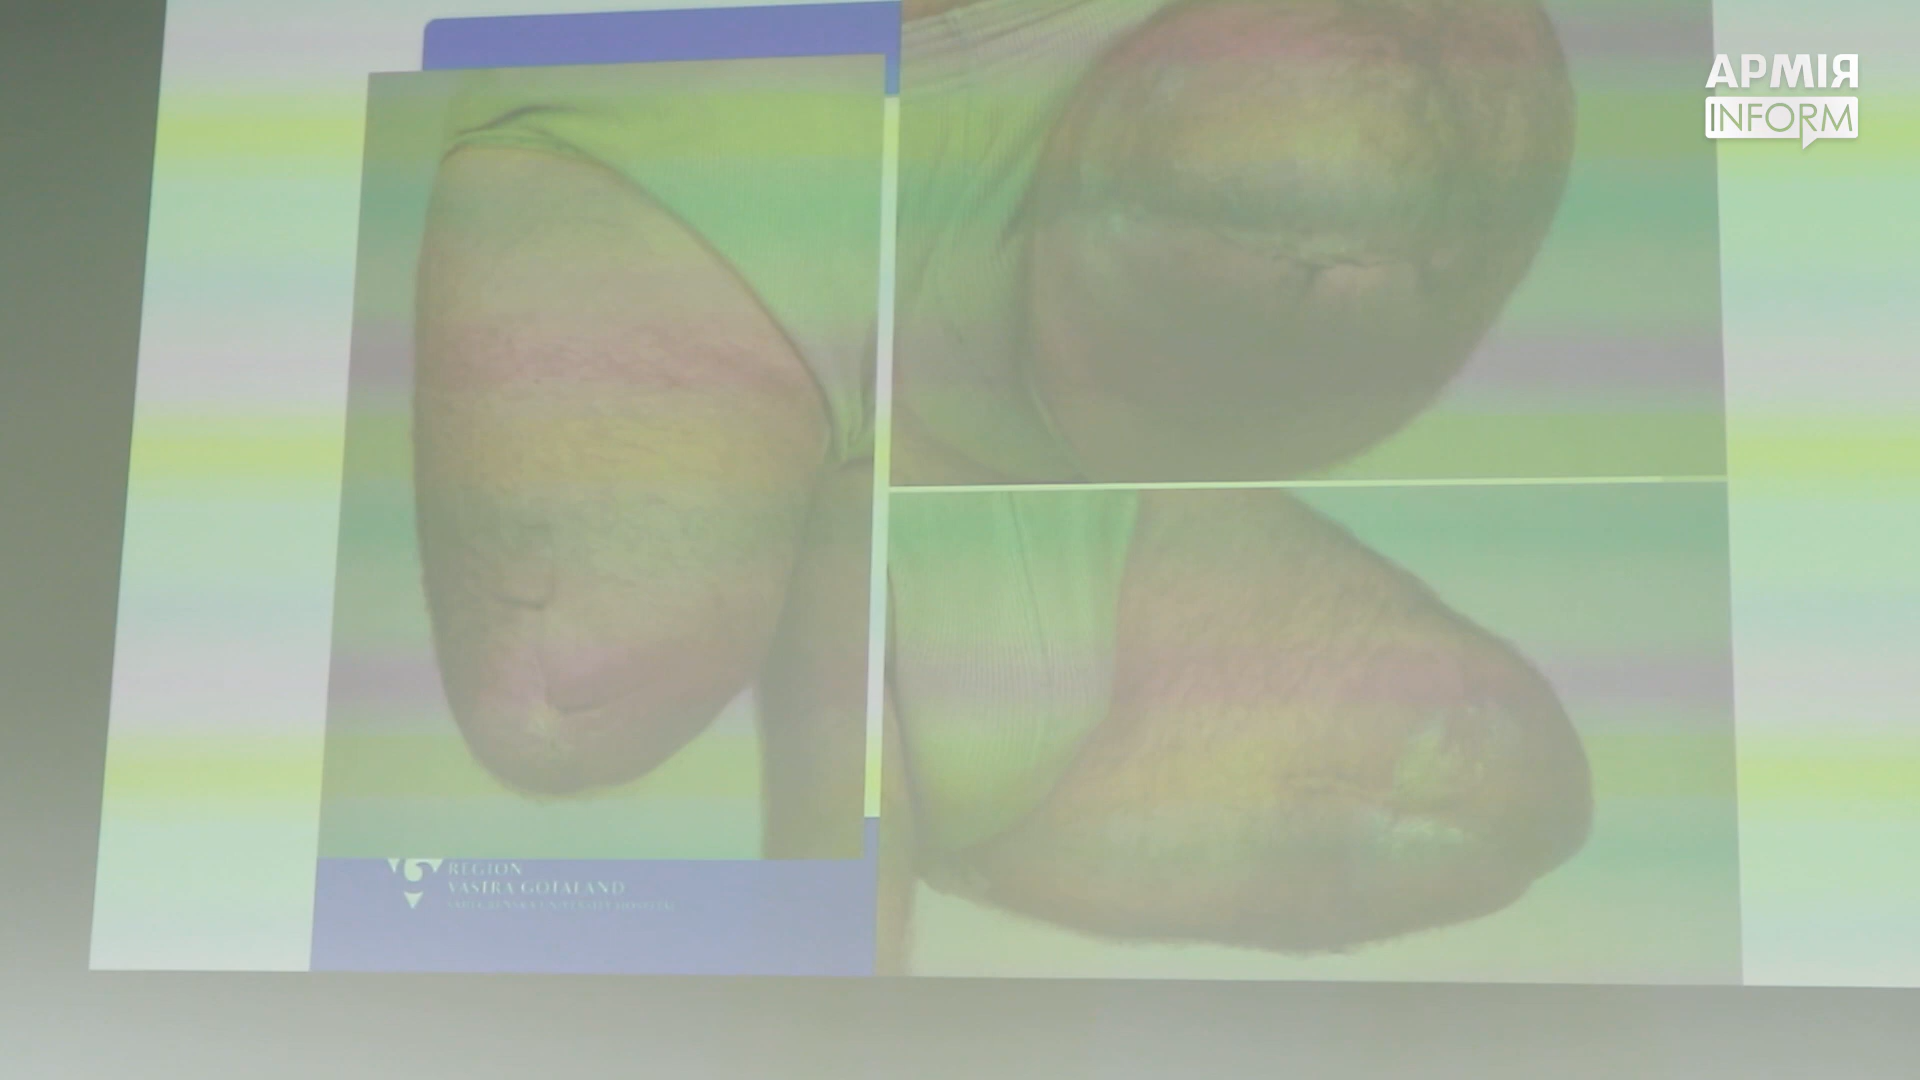 АРМІЯ
INFORM
REGION
VÄSTRA GÖTALAND